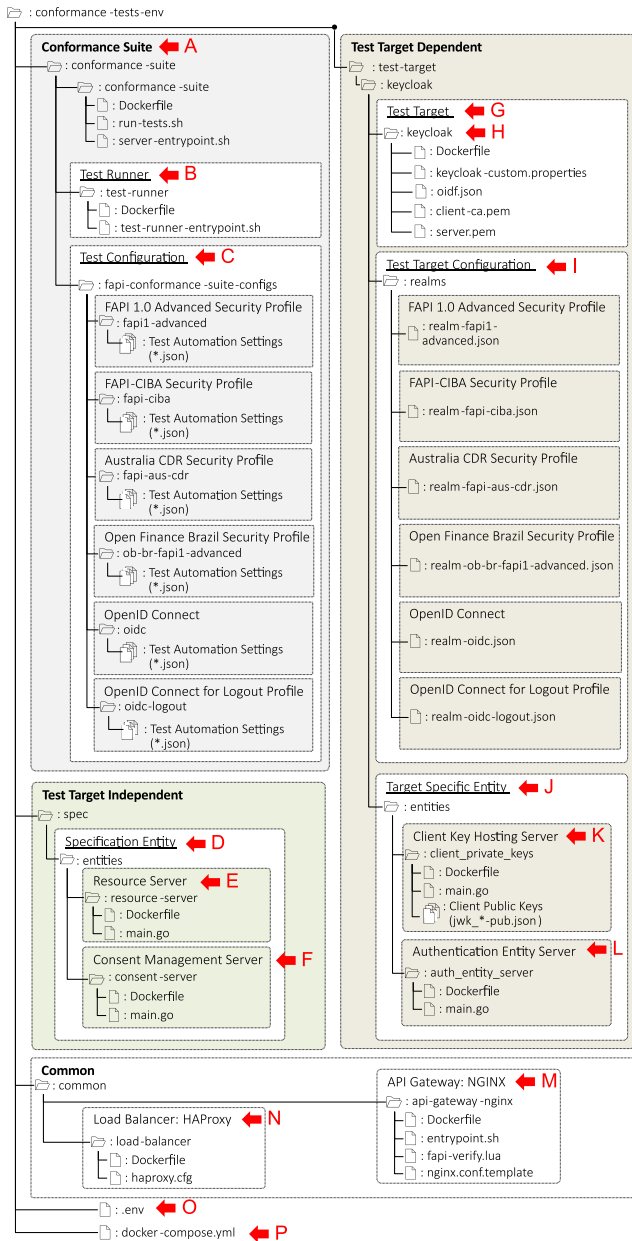 : conformance -tests-env
Conformance Suite A
: conformance -suite
: conformance -suite
: Dockerfile
: run-tests.sh
: server-entrypoint.sh
Test Runner B
: test-runner
: Dockerfile
: test-runner-entrypoint.sh
Test Configuration C
: fapi-conformance -suite-configs
FAPI 1.0 Advanced Security Profile
: fapi1-advanced
: Test Automation Settings
(*.json)
FAPI-CIBA Security Profile
: fapi-ciba
: Test Automation Settings
(*.json)
Australia CDR Security Profile
: fapi-aus-cdr
: Test Automation Settings
(*.json)
Open Finance Brazil Security Profile
: ob-br-fapi1-advanced
: Test Automation Settings
(*.json)
OpenID Connect
: oidc
: Test Automation Settings
(*.json)
OpenID Connect for Logout Profile
: oidc-logout
: Test Automation Settings
(*.json)
Test Target Independent
: spec
Specification Entity D
: entities
Resource Server E
: resource -server
: Dockerfile
: main.go
Consent Management Server F
: consent -server
: Dockerfile
: main.go
Test Target Dependent
: test-target
: keycloak
Test Target G
: keycloak H
: Dockerfile
: keycloak-custom.properties
: oidf.json
: client-ca.pem
: server.pem
Test Target Configuration I
: realms
FAPI 1.0 Advanced Security Profile
: realm-fapi1-
advanced.json
FAPI-CIBA Security Profile
: realm-fapi-ciba.json
Australia CDR Security Profile
: realm-fapi-aus-cdr.json
Open Finance Brazil Security Profile
: realm-ob-br-fapi1-advanced.json
OpenID Connect
: realm-oidc.json
OpenID Connect for Logout Profile
: realm-oidc-logout.json
Target Specific Entity J
: entities
Client Key Hosting Server K
: client_private_keys
: Dockerfile
: main.go
: Client Public Keys
(jwk_*-pub.json)
Authentication Entity Server L
: auth_entity_server
: Dockerfile
: main.go
Common
: common
API Gateway: NGINX M
: api-gateway -nginx
: Dockerfile
: entrypoint.sh
: fapi-verify.lua
: nginx.conf.template
Load Balancer: HAProxy N
: load-balancer
: Dockerfile
: haproxy.cfg
: .env O
: docker-compose.yml P